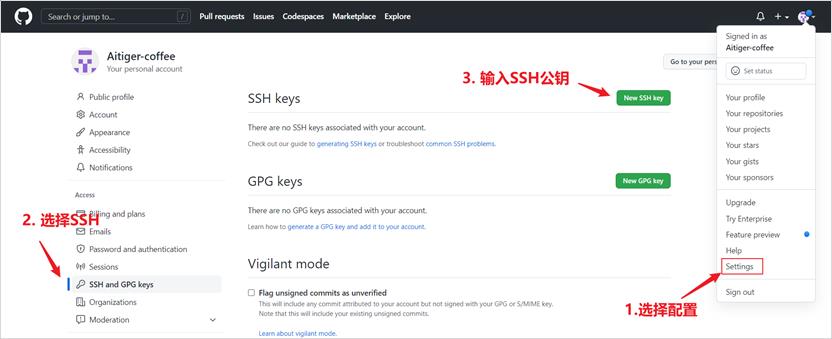 Search or jump to...
/
Pull requests
Issues
Codespaces
Marketplace
Explore
Signed in as
Aitiger-coffee
Set status
Your profile
Your repositories
Your projects
Your stars
Your gists
Your sponsors
Upgrade
Try Enterprise
Feature preview
Help
Settings
Sign out
1.选择配置
Aitiger-coffee
Your personal account
Go to your pers
Public profile
Account
Appearance
Accessibility
Notifications
Access
Billing and plans
2. 选择SSH
Emails
Password and authentication
Sessions
SSH and GPG keys
Organizations
Moderation
3. 输入SSH公钥
SSH keys
New SSH key
There are no SSH keys associated with your account.
Check out our guide to generating SSH keys or troubleshoot common SSH problems.
GPG keys
New GPG key
There are no GPG keys associated with your account.
Learn how to generate a GPG key and add it to your account.
Vigilant mode
Flag unsigned commits as unverified
This will include any commit attributed to your account but not signed with your GPG or S/MIME key.
Note that this will include your existing unsigned commits.
Learn about vigilant mode.